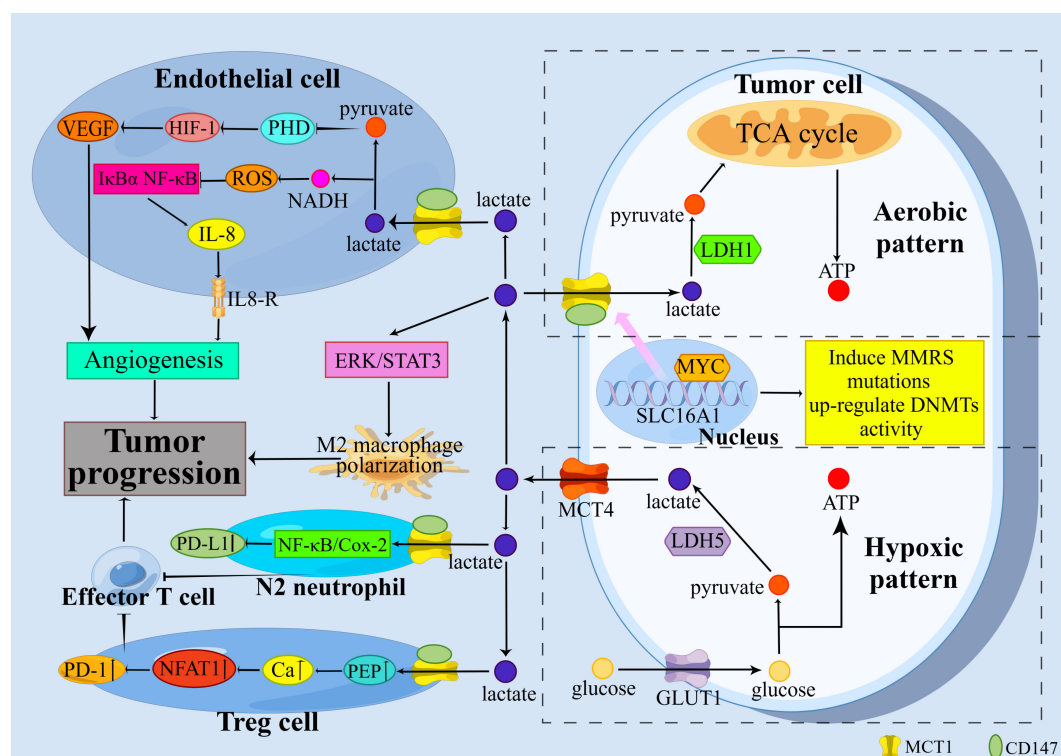 Endothelial cell
pyruvate
VEGF
HIF-1
PHD
IκBα NF-κB
ROS
NADH
lactate
IL-8
IL8-R
lactate
Angiogenesis
ERK/STAT3
Tumor
progression
M2 macrophage
polarization
PD-L1↑
NF-κB/Cox-2
lactate
N2 neutrophil
Effector T cell
PD-1↑
NFAT1↑
Ca↑
PEP↑
lactate
Treg cell
Tumor cell
TCA cycle
pyruvate
LDH1
lactate
ATP
Aerobic
pattern
MYC
SLC16A1
Nucleus
Induce MMRS
mutations
up-regulate DNMTs
activity
MCT4
lactate
ATP
LDH5
Hypoxic
pattern
pyruvate
glucose
GLUT1
glucose
MCT1
CD147